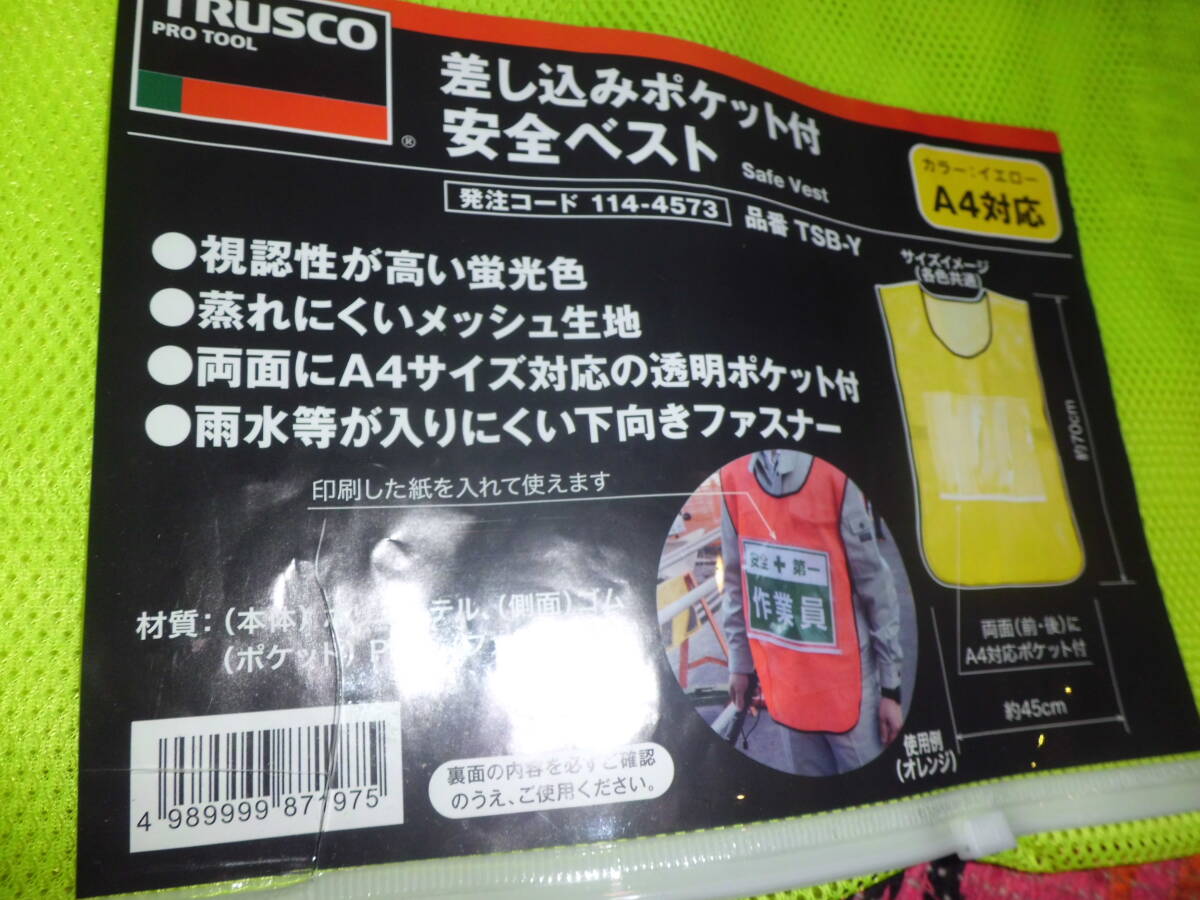 TRUSCO
PRO TOOL
®
差し込みポケット付
安全ベスト
Safe Vest
発注コード 114-4573
品番 TSB-Y
カラー:イエロー
A4対応
●視認性が高い蛍光色
●蒸れにくいメッシュ生地
●両面にA4サイズ対応の透明ポケット付
●雨水等が入りにくい下向きファスナー
サイズイメージ
(各色共通)
約70cm
印刷した紙を入れて使えます
安全 第一
作業員
両面(前・後)に
A4対応ポケット付
約45cm
使用例
(オレンジ)
材質:(本体) テル、(側面)ゴム
(ポケット)
裏面の内容を必ずご確認
のうえ、ご使用ください。
4 989999 871975